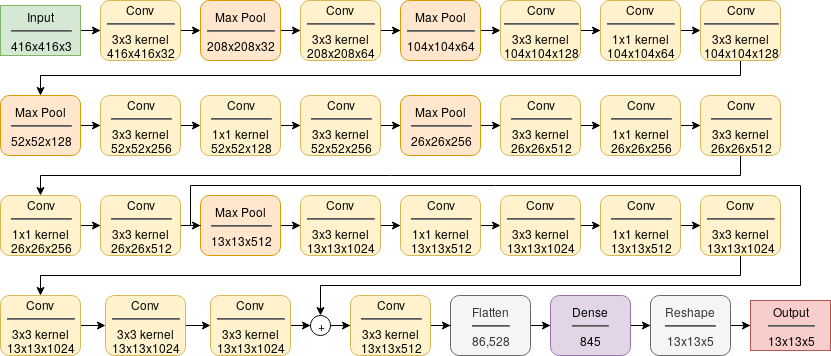 Input
416x416x3
Conv
3x3 kernel
416x416x32
Max Pool
208x208x32
Conv
3x3 kernel
208x208x64
Max Pool
104x104x64
Conv
3x3 kernel
104x104x128
Conv
1x1 kernel
104x104x64
Conv
3x3 kernel
104x104x128
Max Pool
52x52x128
Conv
3x3 kernel
52x52x256
Conv
1x1 kernel
52x52x128
Conv
3x3 kernel
52x52x256
Max Pool
26x26x256
Conv
3x3 kernel
26x26x512
Conv
1x1 kernel
26x26x256
Conv
3x3 kernel
26x26x512
Conv
1x1 kernel
26x26x256
Conv
3x3 kernel
26x26x512
Max Pool
13x13x512
Conv
3x3 kernel
13x13x1024
Conv
1x1 kernel
13x13x512
Conv
3x3 kernel
13x13x1024
Conv
1x1 kernel
13x13x512
Conv
3x3 kernel
13x13x1024
Conv
3x3 kernel
13x13x1024
Conv
3x3 kernel
13x13x1024
Conv
3x3 kernel
13x13x1024
+
Conv
3x3 kernel
13x13x512
Flatten
86,528
Dense
845
Reshape
13x13x5
Output
13x13x5